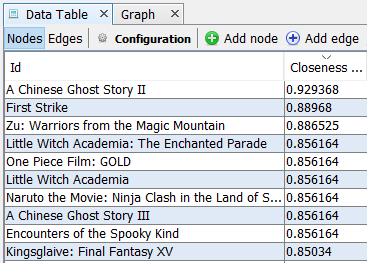 Data Table × Graph ×
Nodes Edges Configuration Add node Add edge
Id Closeness ...
A Chinese Ghost Story II 0.929368
First Strike 0.88968
Zu: Warriors from the Magic Mountain 0.886525
Little Witch Academia: The Enchanted Parade 0.856164
One Piece Film: GOLD 0.856164
Little Witch Academia 0.856164
Naruto the Movie: Ninja Clash in the Land of S... 0.856164
A Chinese Ghost Story III 0.856164
Encounters of the Spooky Kind 0.856164
Kingsglaive: Final Fantasy XV 0.85034